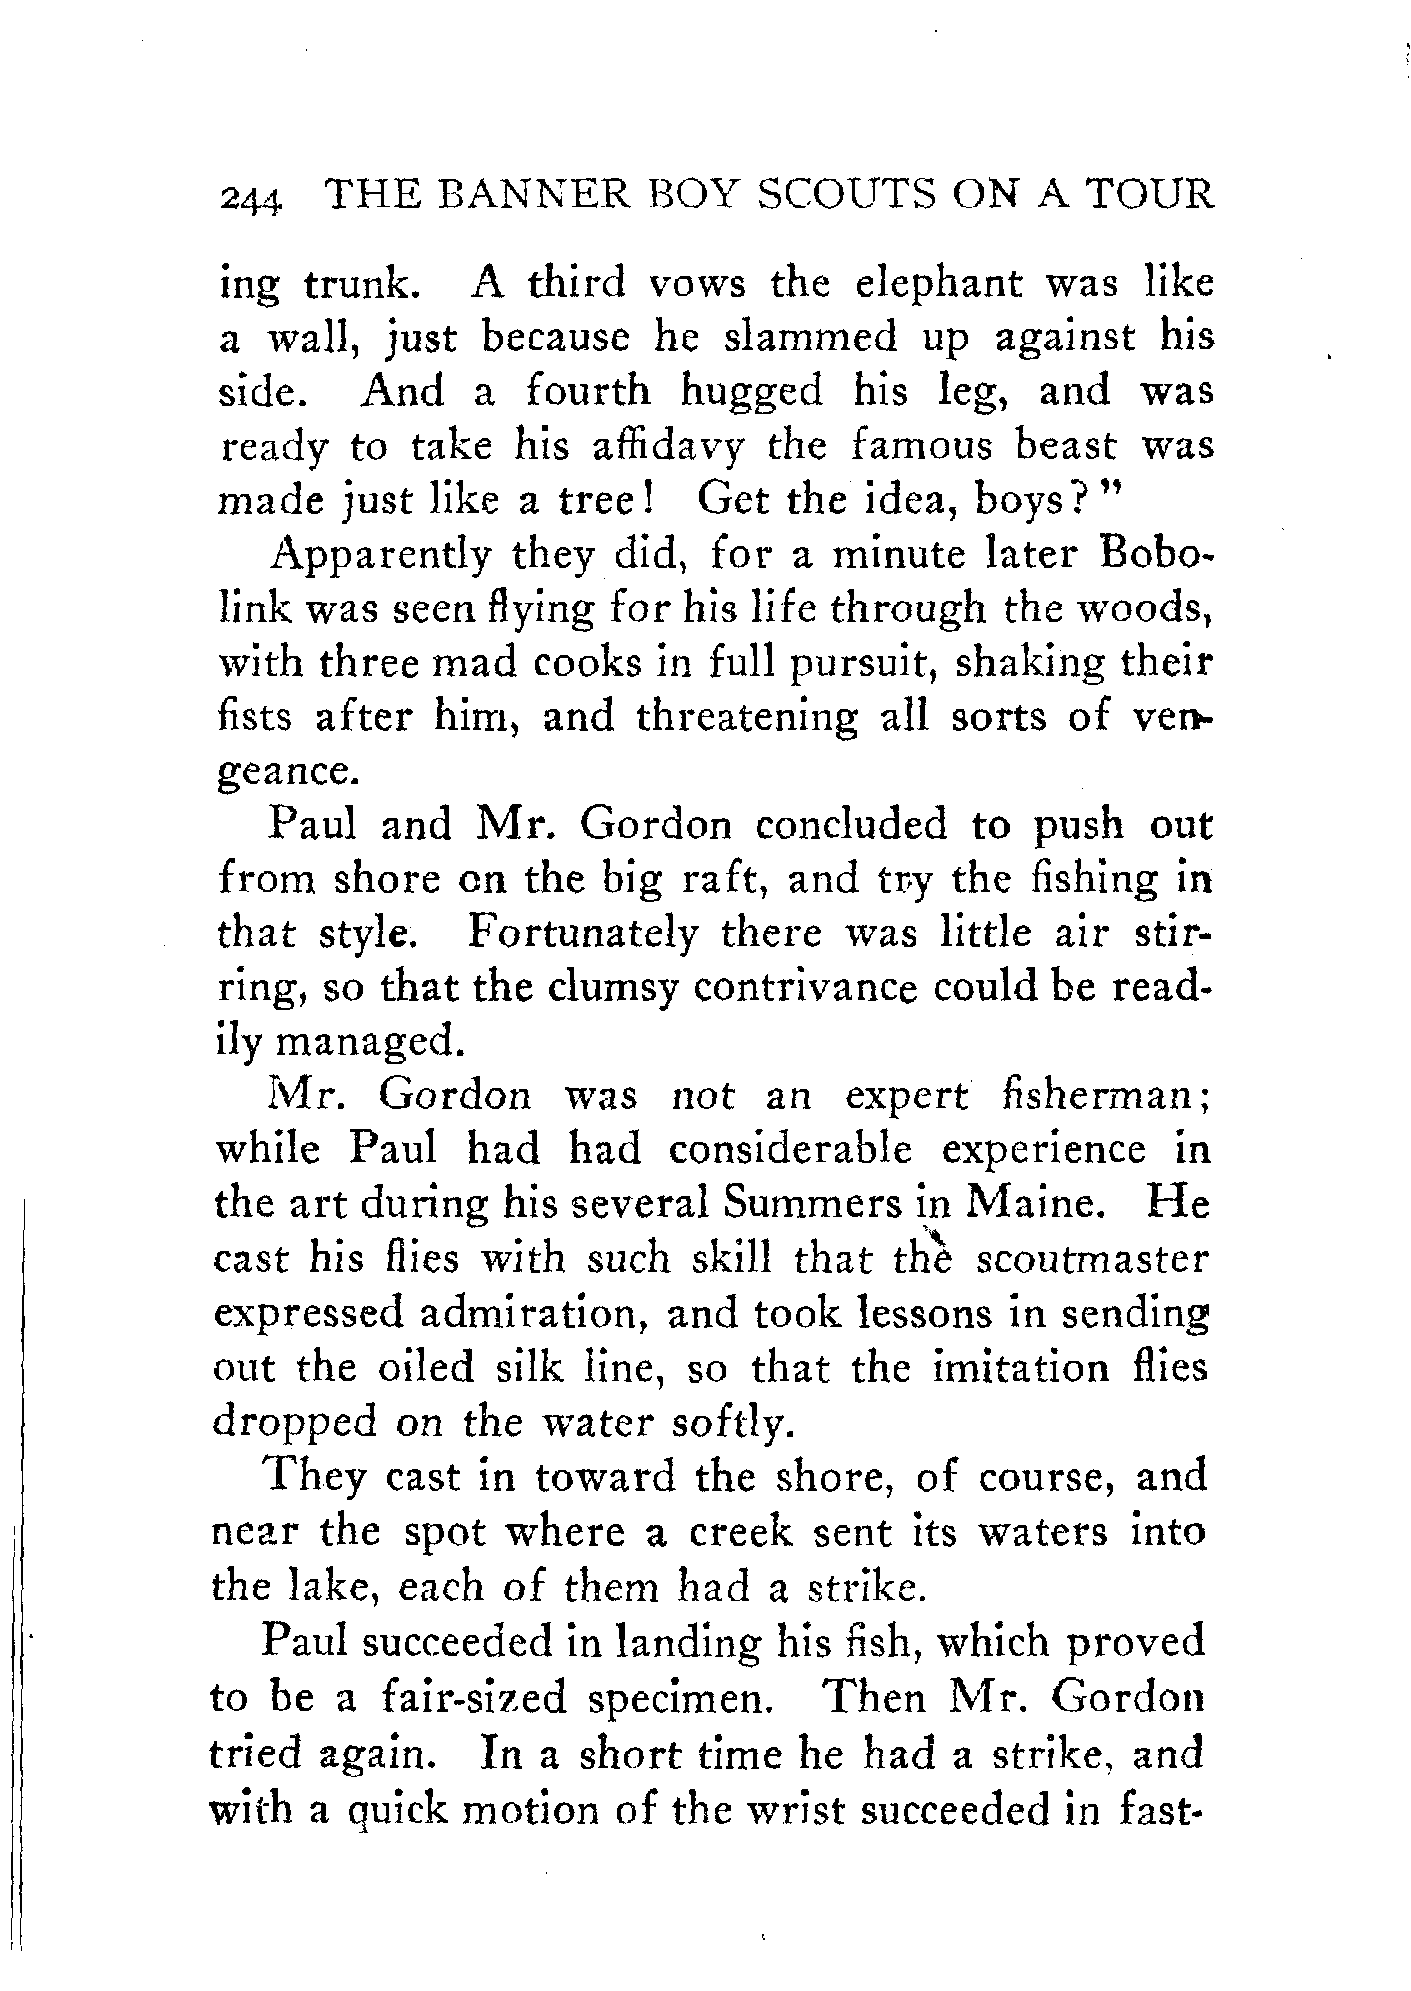 244 THE BANNER BOY SCOUTS ON A TOUR
ing trunk. A third vows the elephant was like
a wall, just because he slammed up against his
side. And a fourth hugged his leg, and was
ready to take his affidavy the famous beast was
made just like a tree! Get the idea, boys?"
Apparently they did, for a minute later Bobo-
link was seen flying for his life through the woods,
with three mad cooks in full pursuit, shaking their
fists after him, and threatening all sorts of ven-
geance.
Paul and Mr. Gordon concluded to push out
from shore on the big raft, and try the fishing in
that style. Fortunately there was little air stir-
ring, so that the clumsy contrivance could be read-
ily managed.
Mr. Gordon was not an expert fisherman;
while Paul had had considerable experience in
the art during his several Summers in Maine. He
cast his flies with such skill that the scoutmaster
expressed admiration, and took lessons in sending
out the oiled silk line, so that the imitation flies
dropped on the water softly.
They cast in toward the shore, of course, and
near the spot where a creek sent its waters into
the lake, each of them had a strike.
Paul succeeded in landing his fish, which proved
to be a fair-sized specimen. Then Mr. Gordon
tried again. In a short time he had a strike, and
with a quick motion of the wrist succeeded in fast-